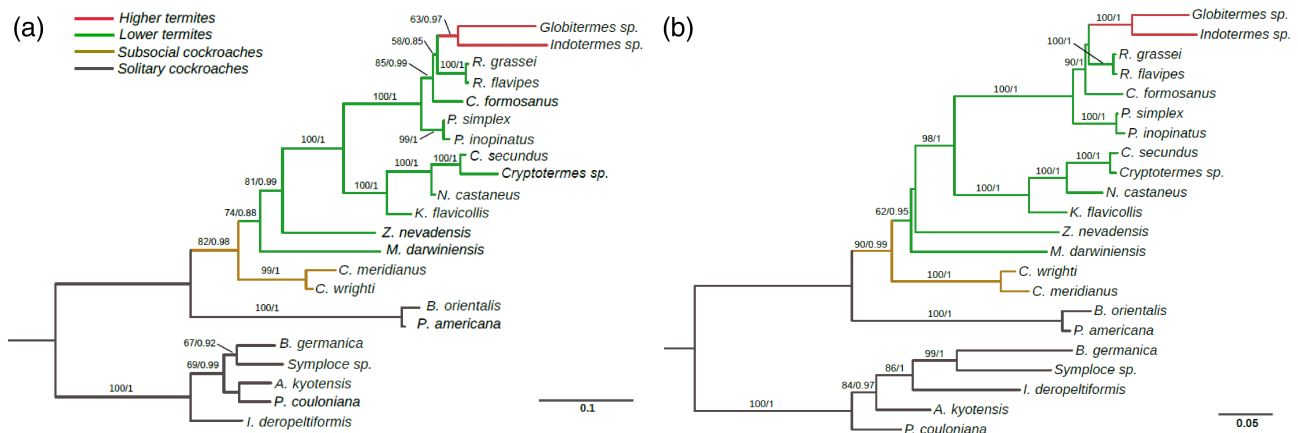 (a)
Higher termites
Lower termites
Subsocial cockroaches
Solitary cockroaches
63/0.97
Globitermes sp.
Indotermes sp.
58/0.85
R. grassei
100/1
R. flavipes
85/0.99
C. formosanus
100/1
P. simplex
99/1
P. inopinatus
100/1
C. secundus
100/1
100/1
Cryptotermes sp.
81/0.99
100/1
N. castaneus
K. flavicollis
74/0.88
Z. nevadensis
82/0.98
M. darwiniensis
99/1
C. meridianus
C. wrighti
100/1
B. orientalis
P. americana
67/0.92
B. germanica
69/0.99
Symploce sp.
100/1
A. kyotensis
P. couloniana
I. deropeltiformis
0.1
(b)
100/1
Globitermes sp.
Indotermes sp.
100/1
R. grassei
90/1
R. flavipes
100/1
C. formosanus
100/1
P. simplex
P. inopinatus
98/1
100/1
C. secundus
100/1
Cryptotermes sp.
100/1
N. castaneus
62/0.95
K. flavicollis
Z. nevadensis
90/0.99
M. darwiniensis
100/1
C. wrighti
C. meridianus
100/1
B. orientalis
P. americana
99/1
B. germanica
86/1
Symploce sp.
84/0.97
I. deropeltiformis
100/1
A. kyotensis
P. couloniana
0.05